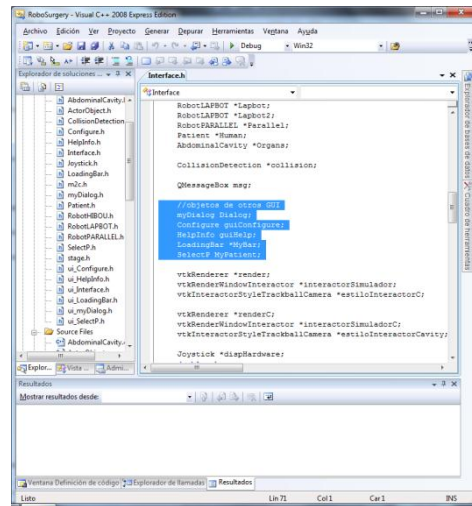 RoboSurgery - Visual C++ 2008 Express Edition
Archivo Edición Ver Proyecto Generar Depurar Herramientas Ventana Ayuda
Debug Win32
Explorador de soluciones ...
Interface.h
Interface
AbdominalCavity.l
ActorObject.h
CollisionDetection
Configure.h
HelpInfo.h
Interface.h
Joystick.h
LoadingBar.h
m2c.h
myDialog.h
Patient.h
RobotHIBOU.h
RobotLAPBOT.h
RobotPARALLEL.h
SelectP.h
stage.h
ui_Configure.h
ui_HelpInfo.h
ui_Interface.h
ui_LoadingBar.h
ui_myDialog.h
ui_SelectP.h
Source Files
AbdominalCavity.
Explor... Vista ... Admi...
RobotLAPBOT *Lapbot;
RobotLAPBOT *Lapbot2;
RobotPARALLEL *Parallel;
Patient *Human;
AbdominalCavity *Organs;
CollisionDetection *collision;
QMessageBox msg;
//objetos de otros GUI
myDialog Dialog;
Configure guiConfigure;
HelpInfo guiHelp;
LoadingBar *MyBar;
SelectP MyPatient;
vtkRenderer *render;
vtkRenderWindowInteractor *interactorSimulador;
vtkInteractorStyleTrackballCamera *estiloInteractorC;
vtkRenderer *renderC;
vtkRenderWindowInteractor *interactorSimuladorC;
vtkInteractorStyleTrackballCamera *estiloInteractorCavity;
Joystick *dispHardware;
Explorador de bases de datos
Cuadro de herramientas
Resultados
Mostrar resultados desde:
Ventana Definición de código Explorador de llamadas Resultados
Listo Lín 71 Col 1 Car 1 INS